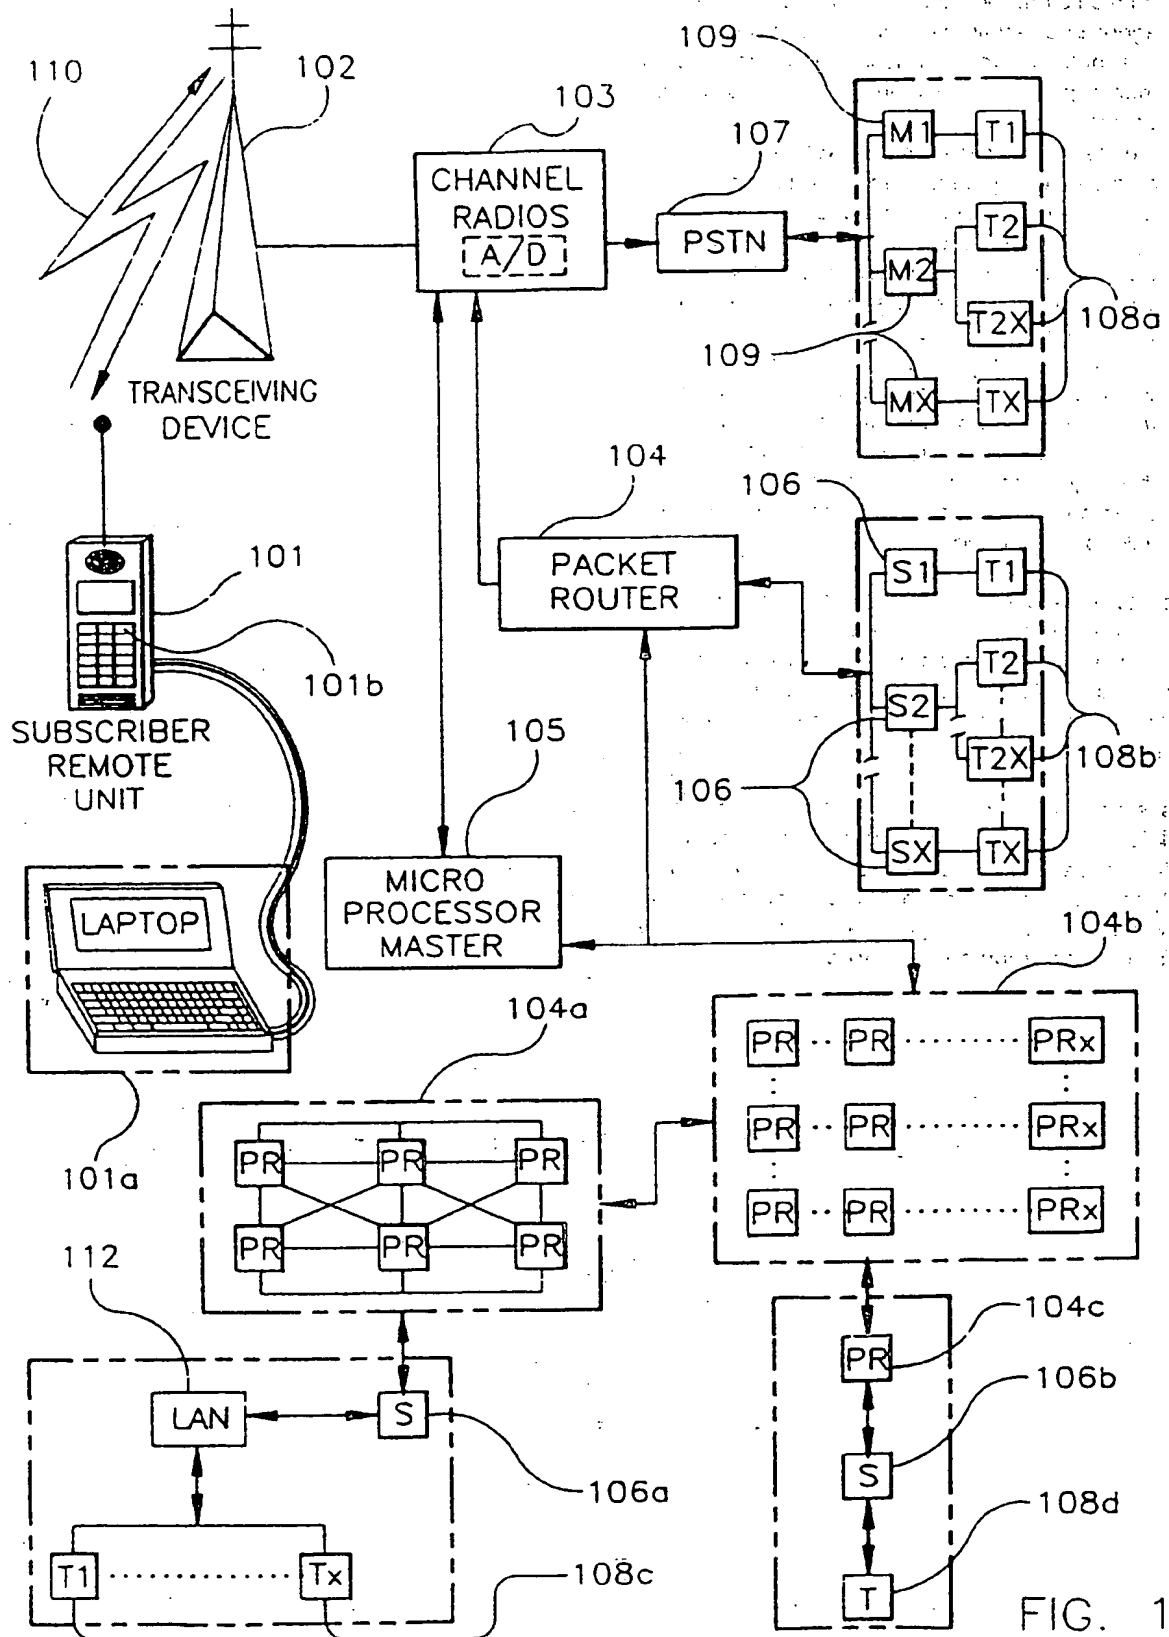 110
102
103
109
107
CHANNEL
RADIOS
A/D
PSTN
M1
T1
T2
M2
T2X
108a
109
MX
TX
TRANSCEIVING
DEVICE
104
106
PACKET
ROUTER
S1
T1
101
101b
T2
S2
SUBSCRIBER
REMOTE
UNIT
105
T2X
108b
106
SX
TX
MICRO
PROCESSOR
MASTER
LAPTOP
104b
104a
PR PR PRx
PR PR PRx
PR PR PRx
101a
PR PR PR
PR PR PR
112
104c
PR
LAN
S
106b
S
106a
108d
T1 Tx
108c
T
FIG. 1